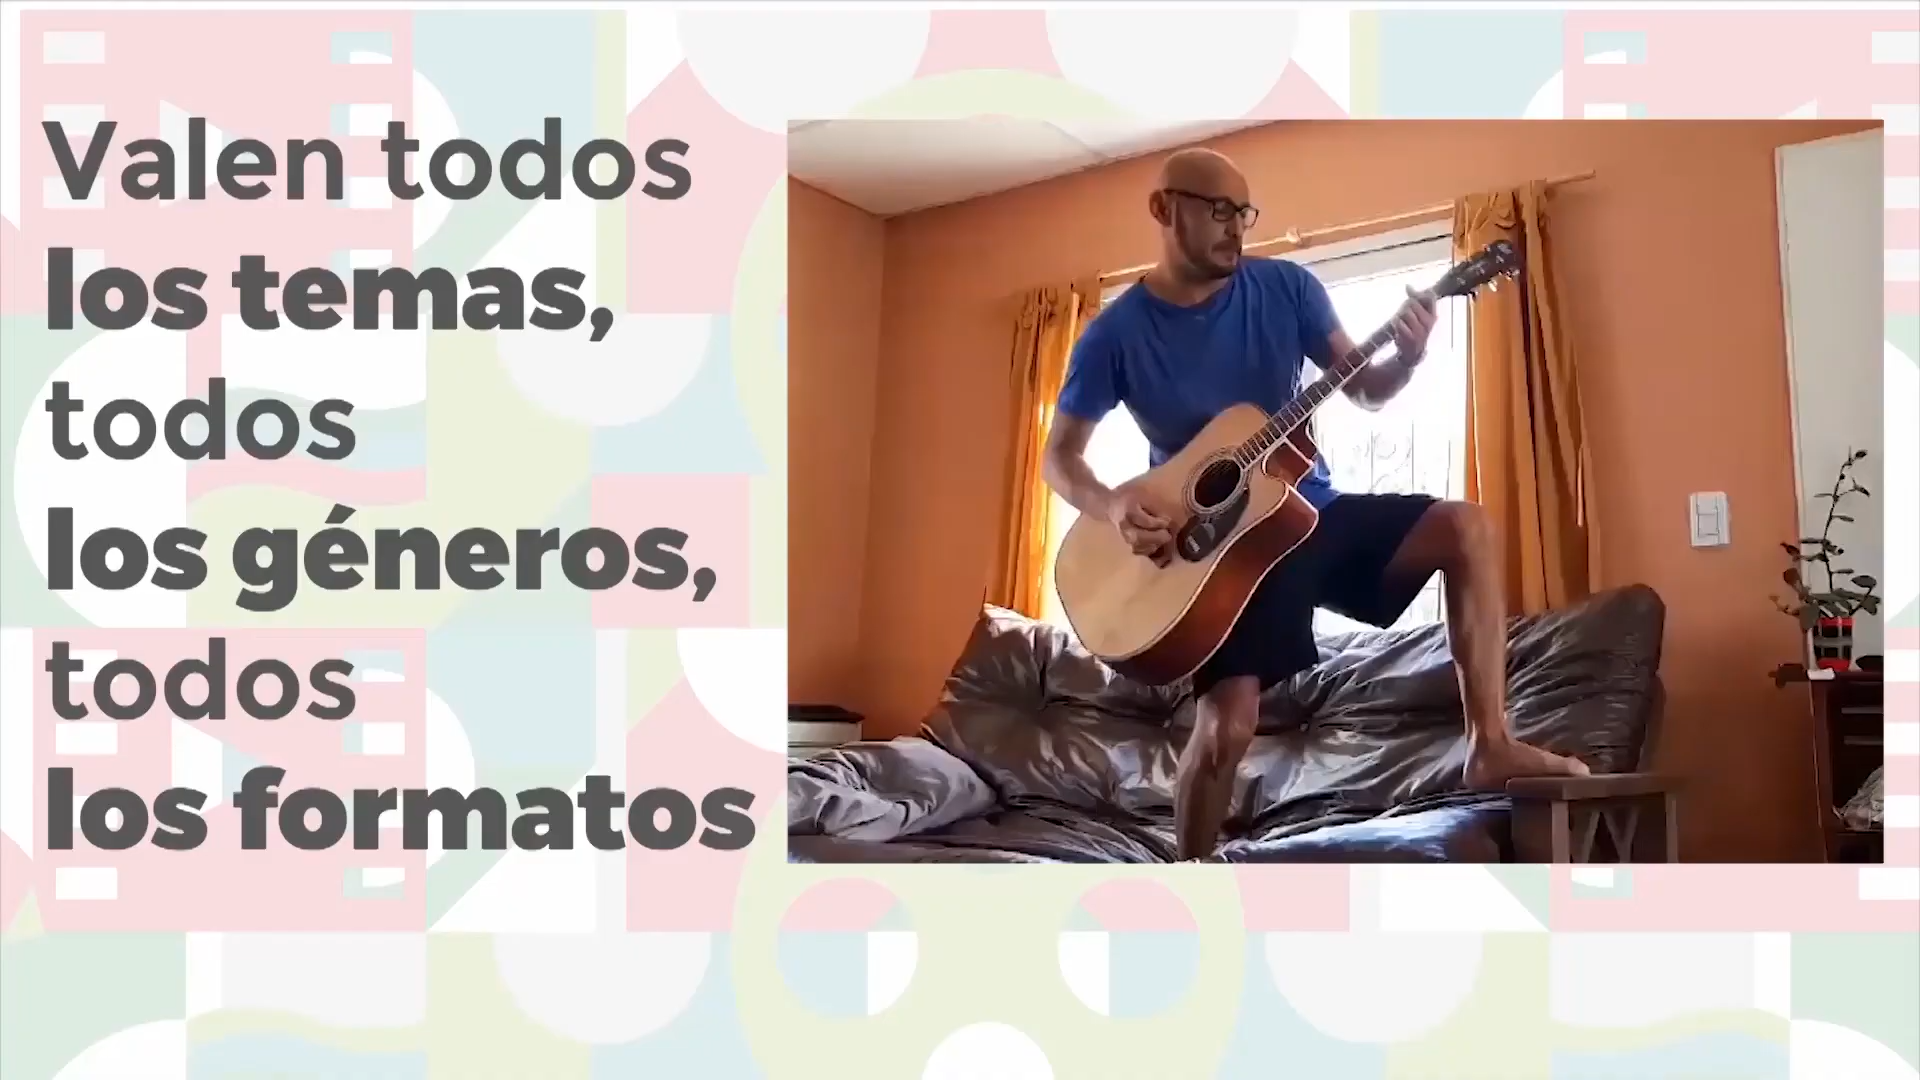 Valen todos
los temas,
todos
los géneros,
todos
los formatos